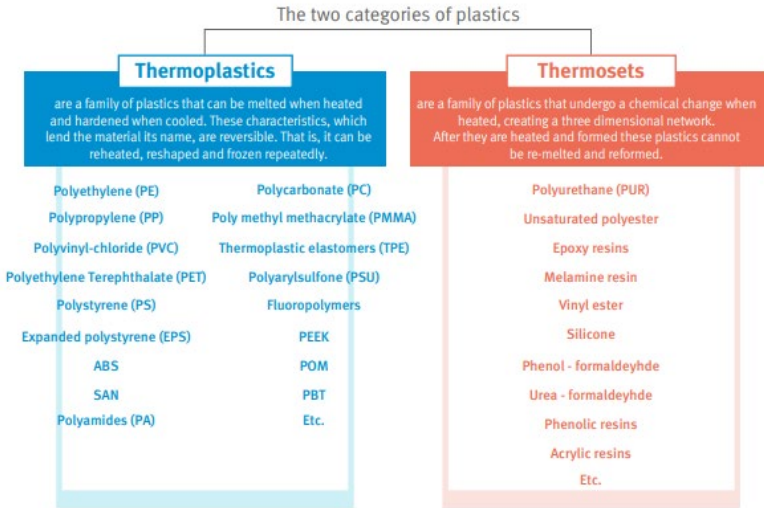 The two categories of plastics
Thermoplastics
are a family of plastics that can be melted when heated
and hardened when cooled. These characteristics, which
lend the material its name, are reversible. That is, it can be
reheated, reshaped and frozen repeatedly.
Polyethylene (PE)
Polypropylene (PP)
Polyvinyl-chloride (PVC)
Polyethylene Terephthalate (PET)
Polystyrene (PS)
Expanded polystyrene (EPS)
ABS
SAN
Polyamides (PA)
Polycarbonate (PC)
Poly methyl methacrylate (PMMA)
Thermoplastic elastomers (TPE)
Polyarylsulfone (PSU)
Fluoropolymers
PEEK
POM
PBT
Etc.
Thermosets
are a family of plastics that undergo a chemical change when
heated, creating a three dimensional network.
After they are heated and formed these plastics cannot
be re-melted and reformed.
Polyurethane (PUR)
Unsaturated polyester
Epoxy resins
Melamine resin
Vinyl ester
Silicone
Phenol - formaldeyhde
Urea - formaldeyhde
Phenolic resins
Acrylic resins
Etc.